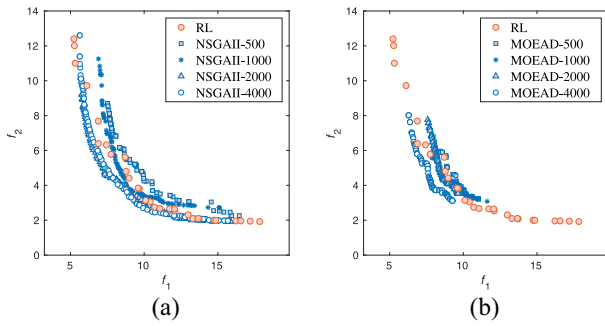 14
12
10
8
6
4
2
0
f2
5
10
15
f1
RL
NSGAII-500
NSGAII-1000
NSGAII-2000
NSGAII-4000
(a)
14
12
10
8
6
4
2
0
f2
5
10
15
f1
RL
MOEAD-500
MOEAD-1000
MOEAD-2000
MOEAD-4000
(b)